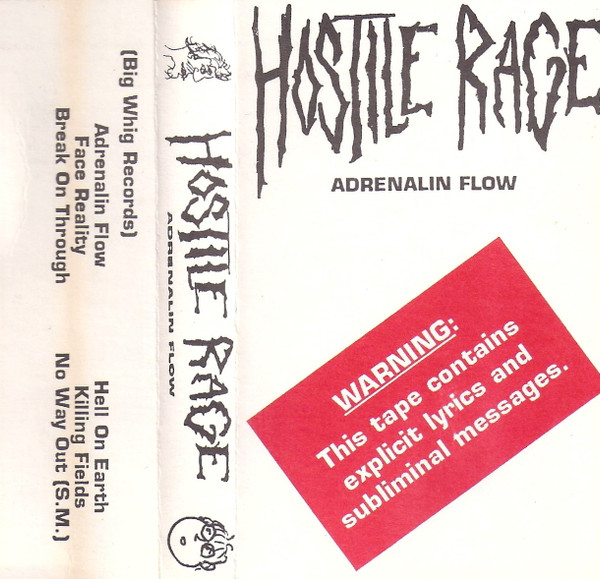 (Big Whig Records)
Adrenalin Flow
Face Reality
Break On Through
Hell On Earth
Killing Fields
No Way Out (S.M.)
HOSTILE RAGE
ADRENALIN FLOW
HOSTILE RAGE
ADRENALIN FLOW
WARNING:
This tape contains
explicit lyrics and
subliminal messages.